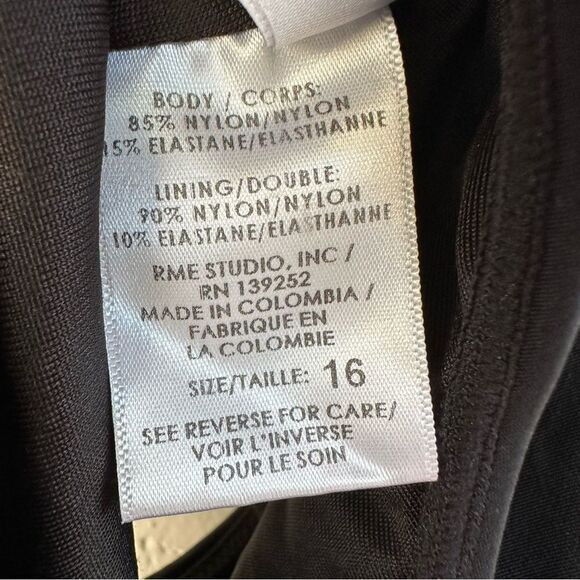 BODY / CORPS:
85% NYLON/NYLON
15% ELASTANE/ELASTHANNE
LINING/DOUBLE:
90% NYLON/NYLON
10% ELASTANE/ELASTHANNE
RME STUDIO, INC /
RN 139252
MADE IN COLOMBIA /
FABRIQUE EN
LA COLOMBIE
SIZE/TAILLE: 16
SEE REVERSE FOR CARE/
VOIR L'INVERSE
POUR LE SOIN